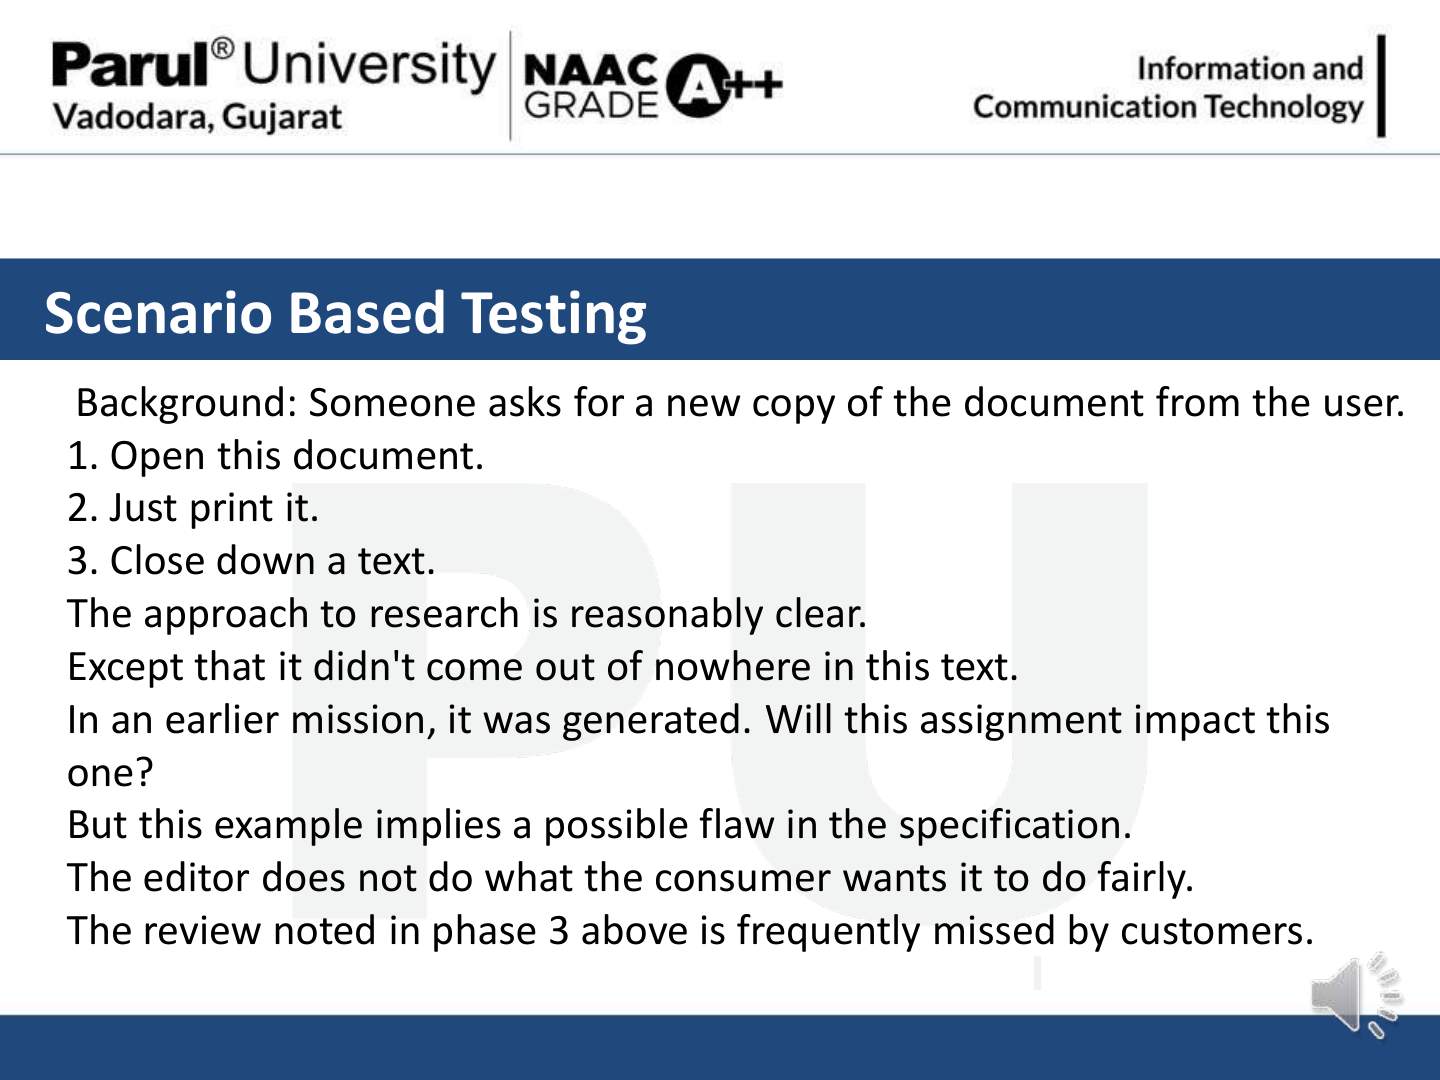 Parul® University
Vadodara, Gujarat
NAAC
GRADE
A++
Information and
Communication Technology
Scenario Based Testing
Background: Someone asks for a new copy of the document from the user.
1. Open this document.
2. Just print it.
3. Close down a text.
The approach to research is reasonably clear.
Except that it didn't come out of nowhere in this text.
In an earlier mission, it was generated. Will this assignment impact this
one?
But this example implies a possible flaw in the specification.
The editor does not do what the consumer wants it to do fairly.
The review noted in phase 3 above is frequently missed by customers.
PU